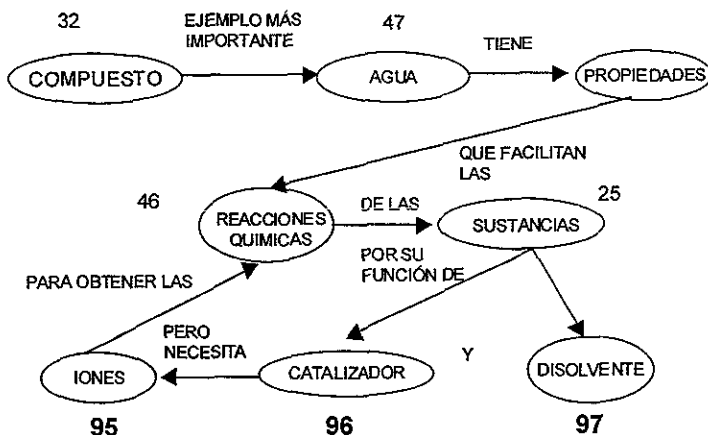 32
EJEMPLO MÁS
IMPORTANTE
47
TIENE
COMPUESTO
AGUA
PROPIEDADES
QUE FACILITAN
LAS
46
REACCIONES
QUIMICAS
DE LAS
25
SUSTANCIAS
POR SU
FUNCIÓN DE
PARA OBTENER LAS
PERO
NECESITA
Y
IONES
CATALIZADOR
DISOLVENTE
95
96
97